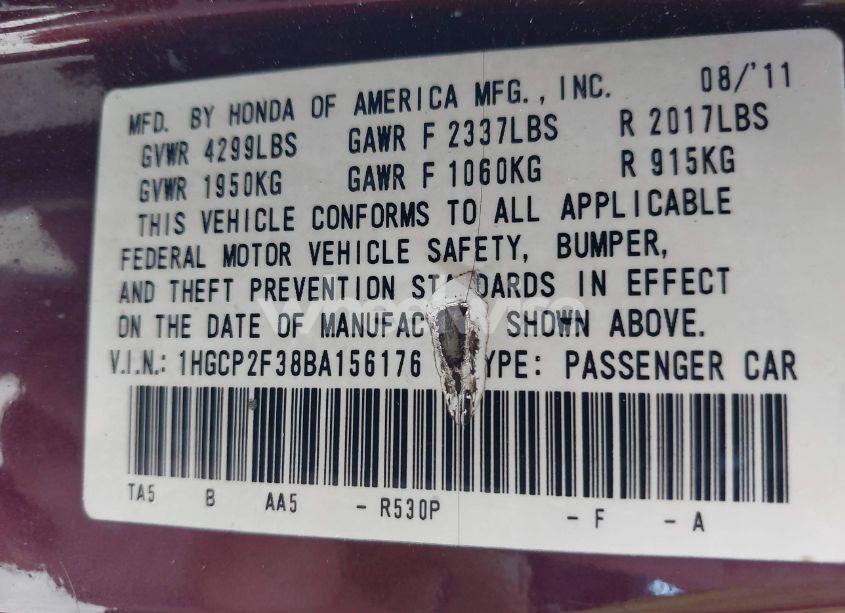 MFD. BY HONDA OF AMERICA MFG., INC. 08/'11
GVWR 4299LBS GAWR F 2337LBS R 2017LBS
GVWR 1950KG GAWR F 1060KG R 915KG
THIS VEHICLE CONFORMS TO ALL APPLICABLE
FEDERAL MOTOR VEHICLE SAFETY, BUMPER,
AND THEFT PREVENTION STANDARDS IN EFFECT
ON THE DATE OF MANUFAC SHOWN ABOVE.
V.I.N.: 1HGCP2F38BA156176 YPE: PASSENGER CAR
TA5 B AA5 - R530P - F - A